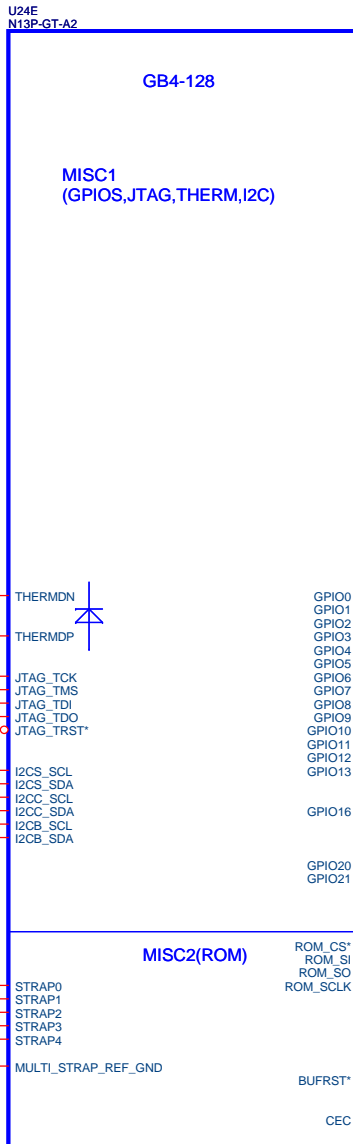 U24E
N13P-GT-A2
GB4-128
MISC1
(GPIOS,JTAG,THERM,I2C)
THERMDN
THERMDP
JTAG_TCK
JTAG_TMS
JTAG_TDI
JTAG_TDO
JTAG_TRST*
I2CS_SCL
I2CS_SDA
I2CC_SCL
I2CC_SDA
I2CB_SCL
I2CB_SDA
GPIO0
GPIO1
GPIO2
GPIO3
GPIO4
GPIO5
GPIO6
GPIO7
GPIO8
GPIO9
GPIO10
GPIO11
GPIO12
GPIO13
GPIO16
GPIO20
GPIO21
MISC2(ROM)
STRAP0
STRAP1
STRAP2
STRAP3
STRAP4
MULTI_STRAP_REF_GND
ROM_CS*
ROM_SI
ROM_SO
ROM_SCLK
BUFRST*
CEC